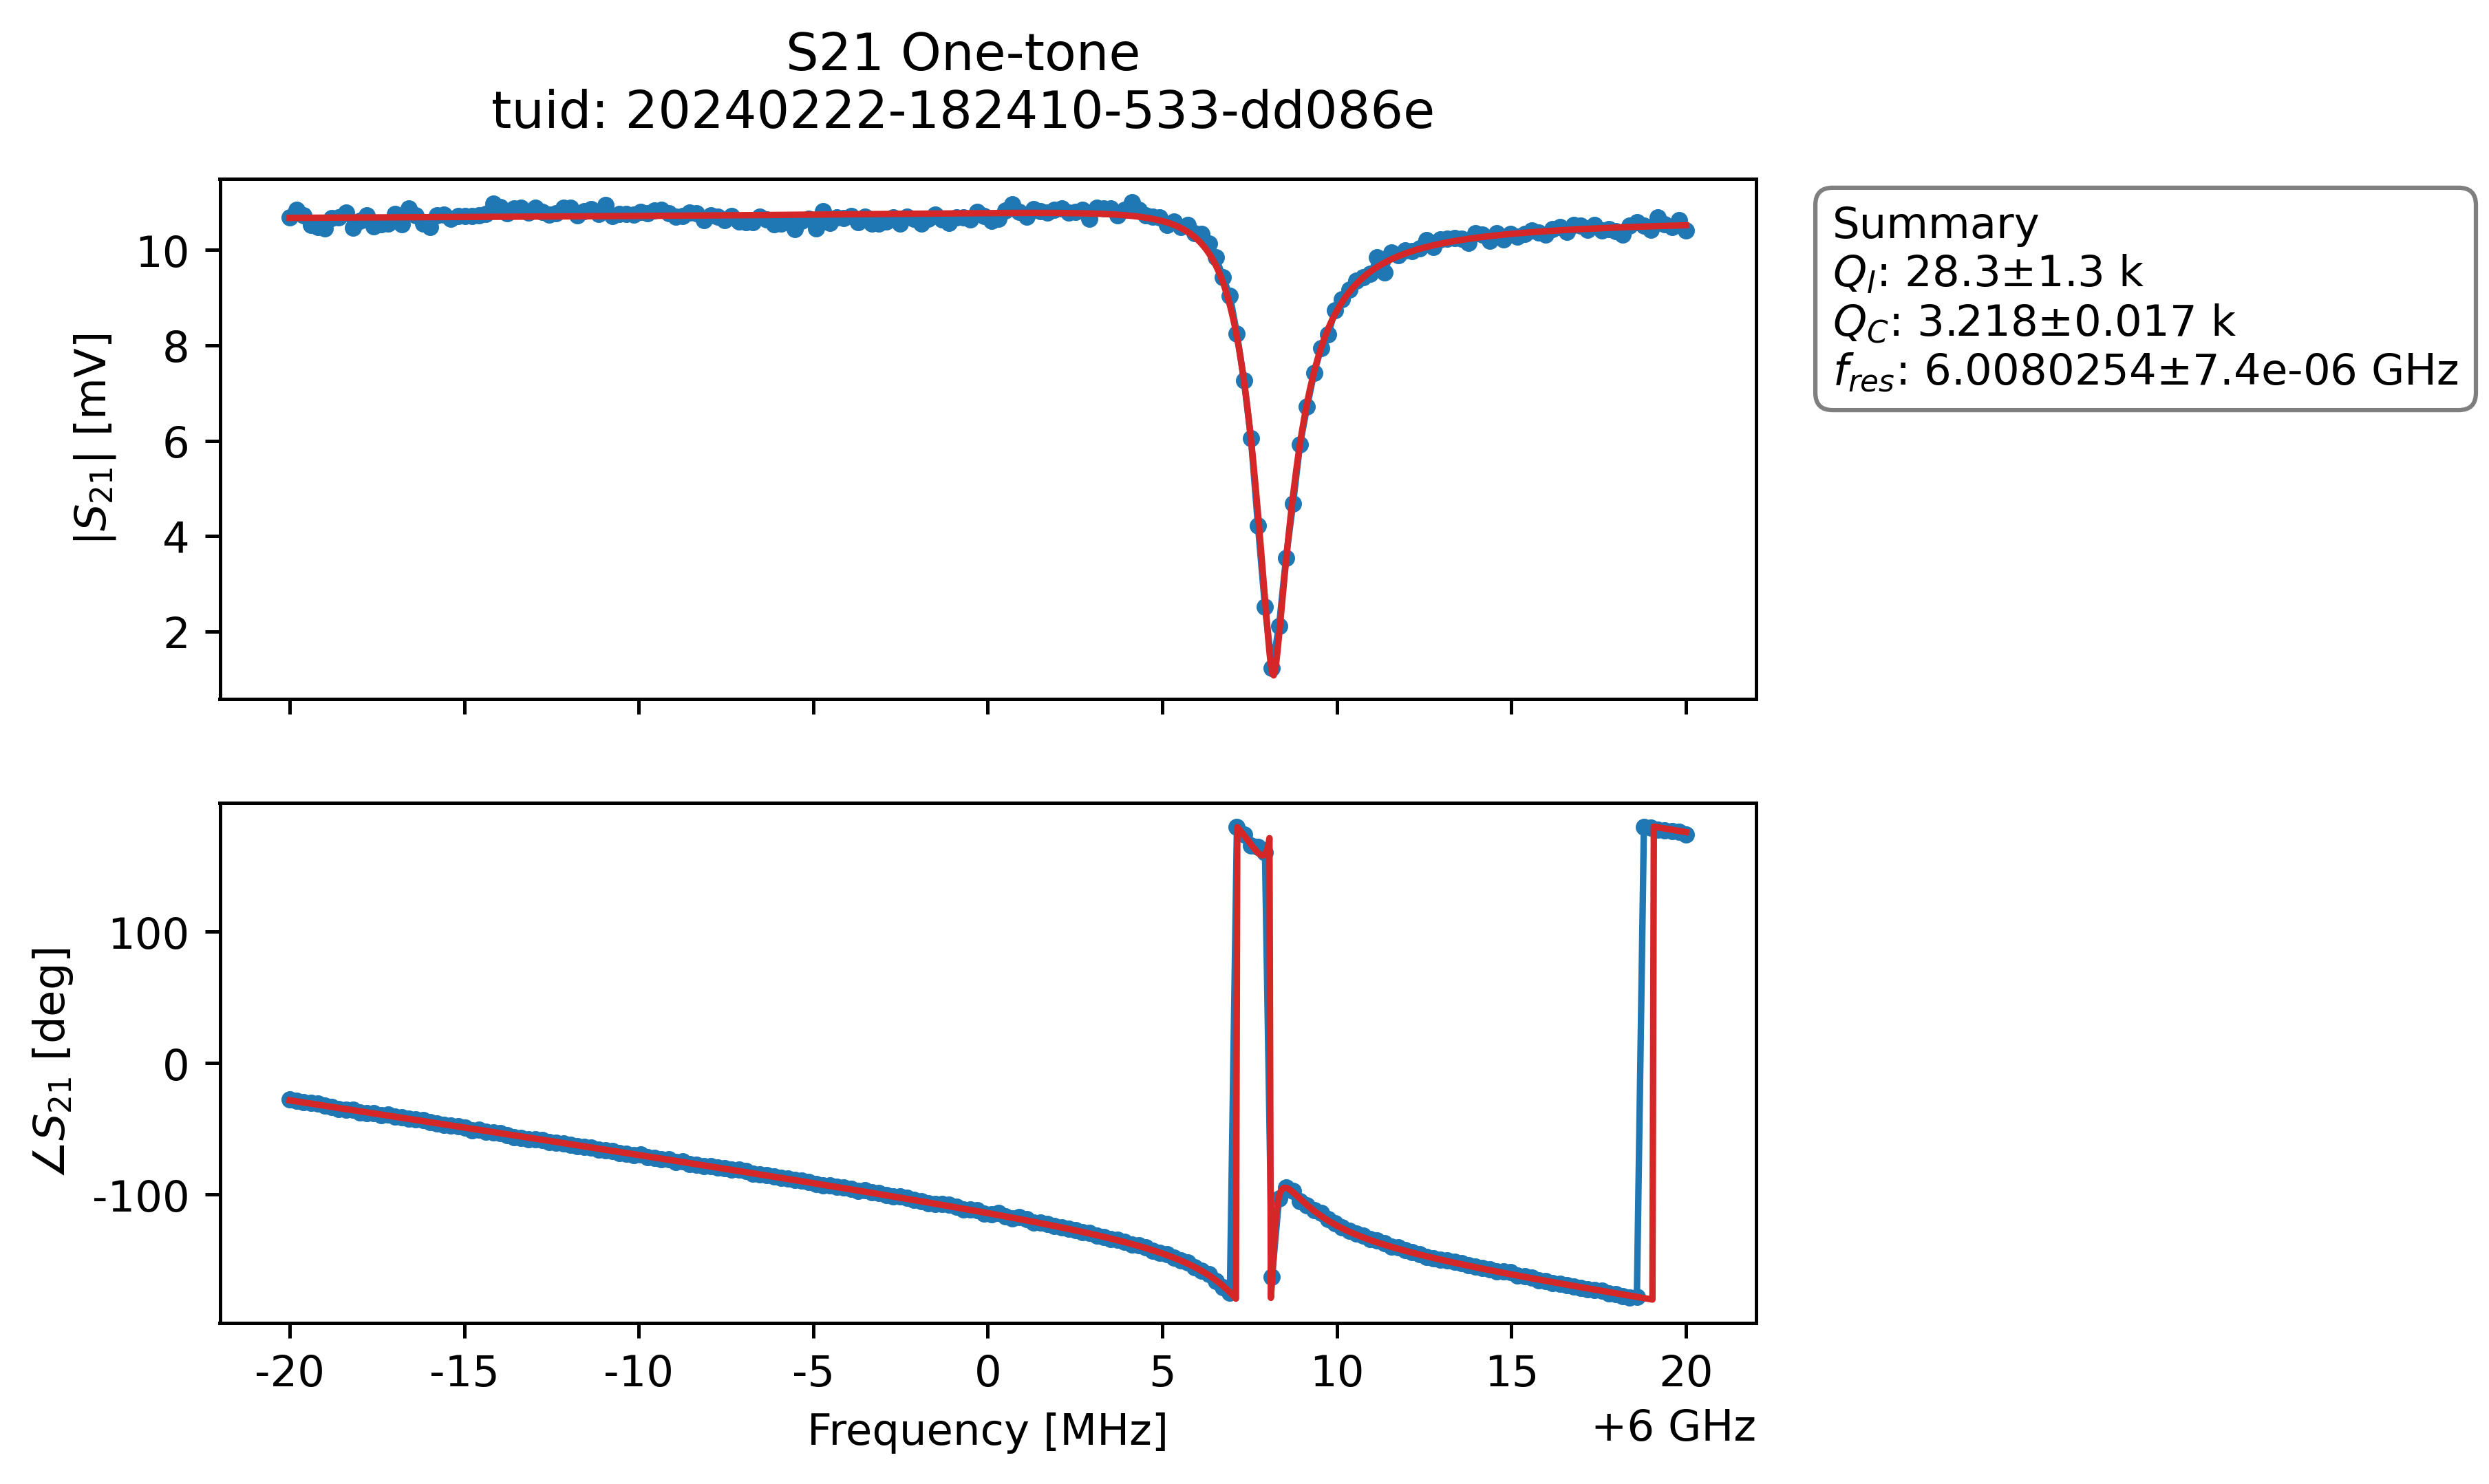 S21 One-tone
tuid: 20240222-182410-533-dd086e
|S₂₁| [mV]
10
8
6
4
2
Summary
Q_I: 28.3±1.3 k
Q_C: 3.218±0.017 k
f_res: 6.0080254±7.4e-06 GHz
∠S₂₁ [deg]
100
0
-100
-20 -15 -10 -5 0 5 10 15 20
Frequency [MHz]
+6 GHz